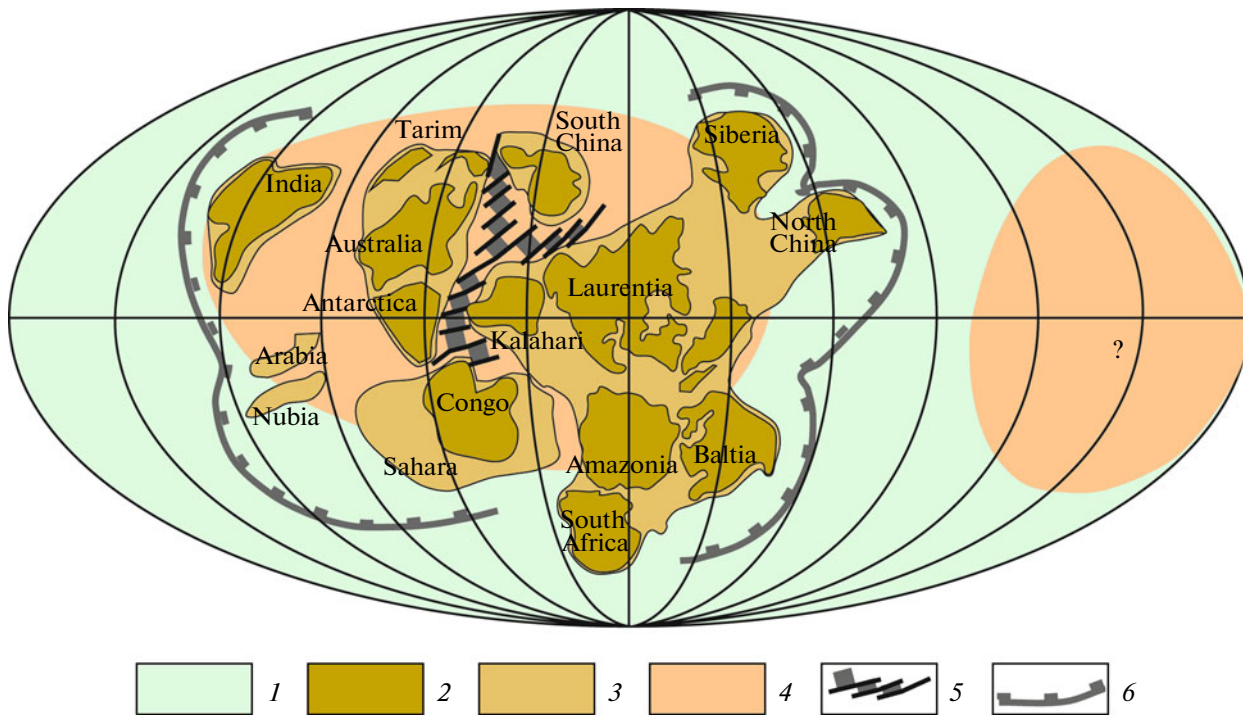 Tarim
South
China
Siberia
India
North
China
Australia
Laurentia
Antarctica
Kalahari
Arabia
?
Nubia
Congo
Sahara
Amazonia
Baltia
South
Africa
1 2 3 4 5 6